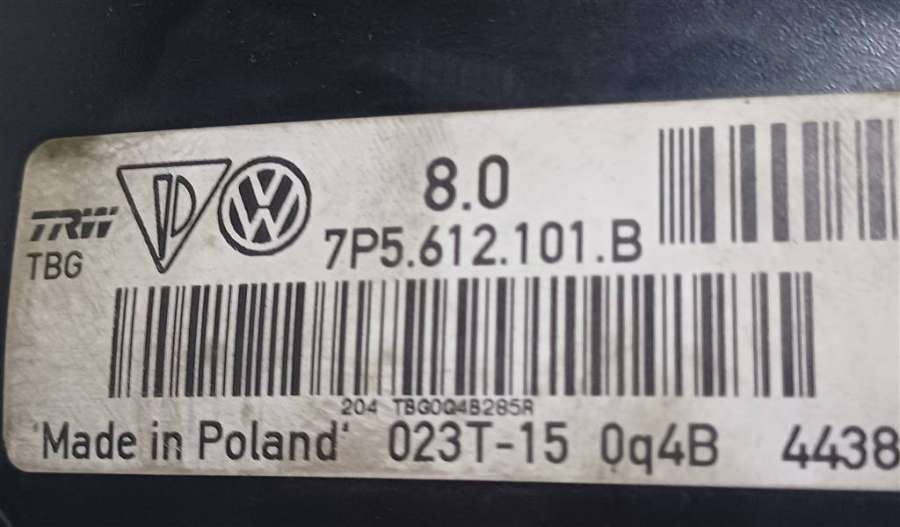 8.0
TRW
7P5.612.101.B
TBG
204 TBG0Q4B285R
'Made in Poland' 023T-15 0q4B 4438